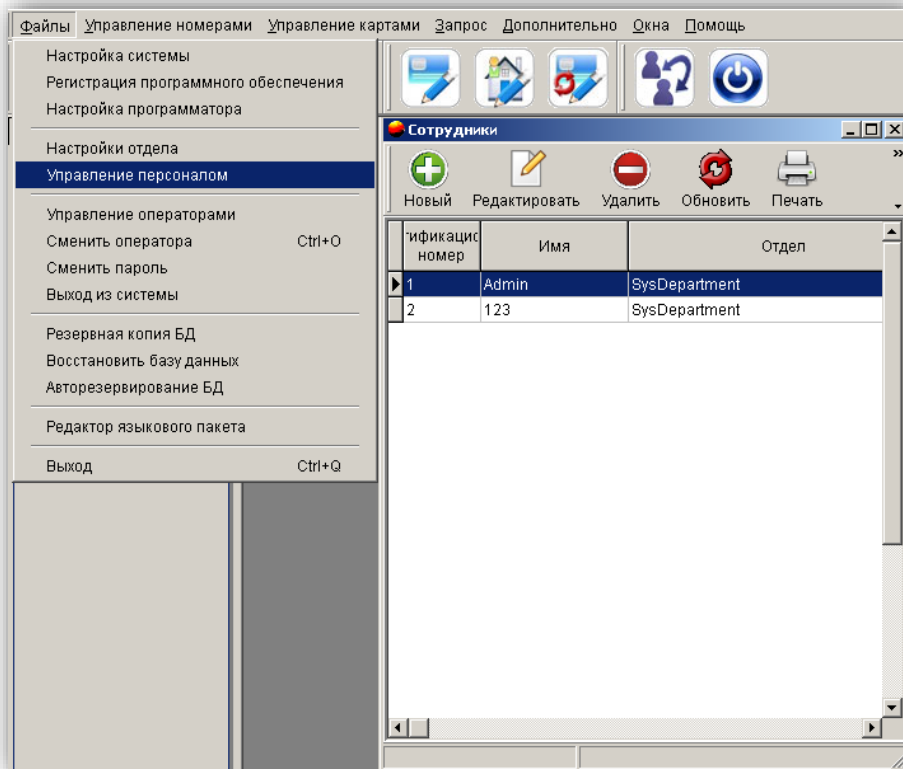 Файлы Управление номерами Управление картами Запрос Дополнительно Окна Помощь
Настройка системы
Регистрация программного обеспечения
Настройка программатора
Настройки отдела
Управление персоналом
Управление операторами
Сменить оператора Ctrl+O
Сменить пароль
Выход из системы
Резервная копия БД
Восстановить базу данных
Авторезервирование БД
Редактор языкового пакета
Выход Ctrl+Q
Сотрудники
Новый Редактировать Удалить Обновить Печать
тификацис
номер Имя Отдел
1 Admin SysDepartment
2 123 SysDepartment